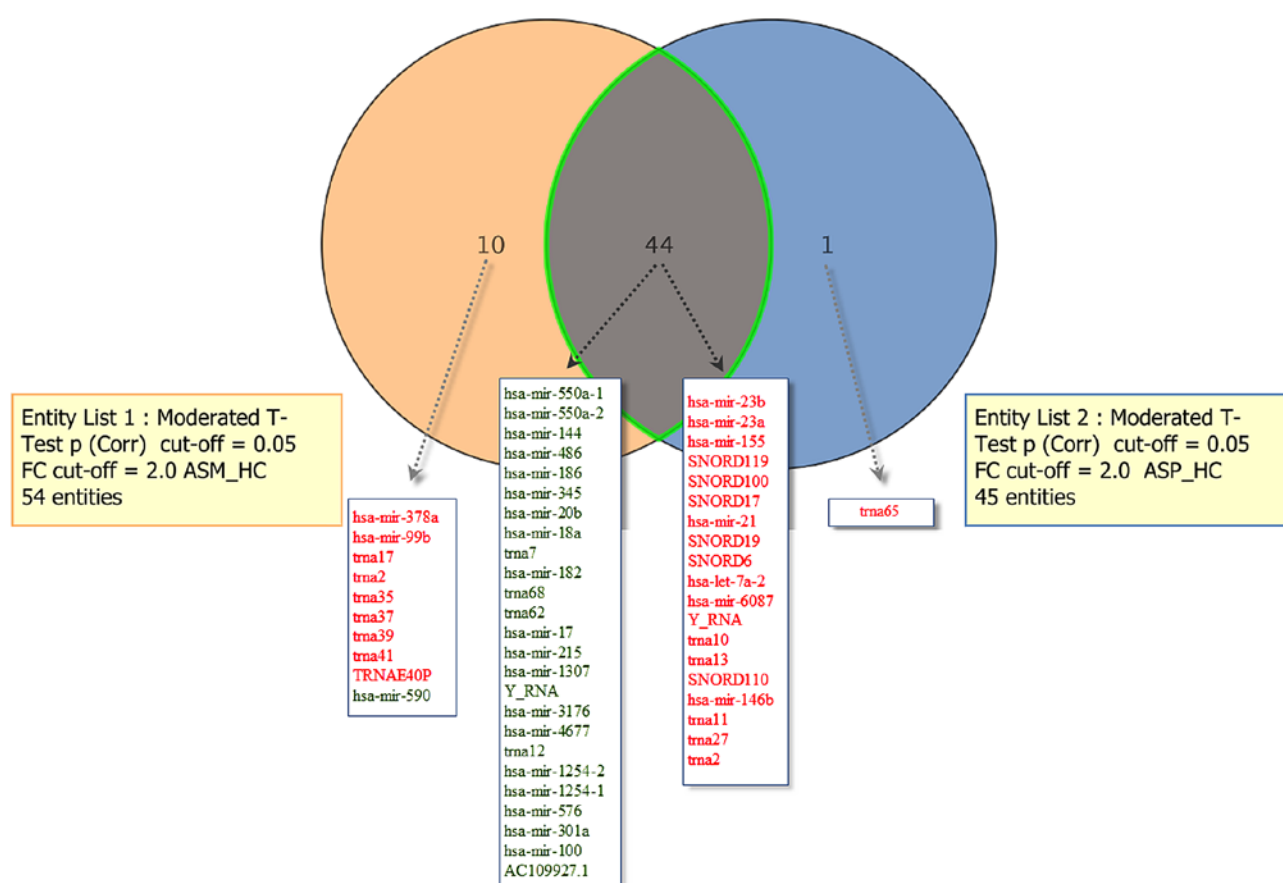 10
44
1
Entity List 1 : Moderated T-
Test p (Corr) cut-off = 0.05
FC cut-off = 2.0 ASM_HC
54 entities
hsa-mir-378a
hsa-mir-99b
trna17
trna2
trna35
trna37
trna39
trna41
TRNAE40P
hsa-mir-590
hsa-mir-550a-1
hsa-mir-550a-2
hsa-mir-144
hsa-mir-486
hsa-mir-186
hsa-mir-345
hsa-mir-20b
hsa-mir-18a
trna7
hsa-mir-182
trna68
trna62
hsa-mir-17
hsa-mir-215
hsa-mir-1307
Y_RNA
hsa-mir-3176
hsa-mir-4677
trna12
hsa-mir-1254-2
hsa-mir-1254-1
hsa-mir-576
hsa-mir-301a
hsa-mir-100
AC109927.1
hsa-mir-23b
hsa-mir-23a
hsa-mir-155
SNORD119
SNORD100
SNORD17
hsa-mir-21
SNORD19
SNORD6
hsa-let-7a-2
hsa-mir-6087
Y_RNA
trna10
trna13
SNORD110
hsa-mir-146b
trna11
trna27
trna2
trna65
Entity List 2 : Moderated T-
Test p (Corr) cut-off = 0.05
FC cut-off = 2.0 ASP_HC
45 entities